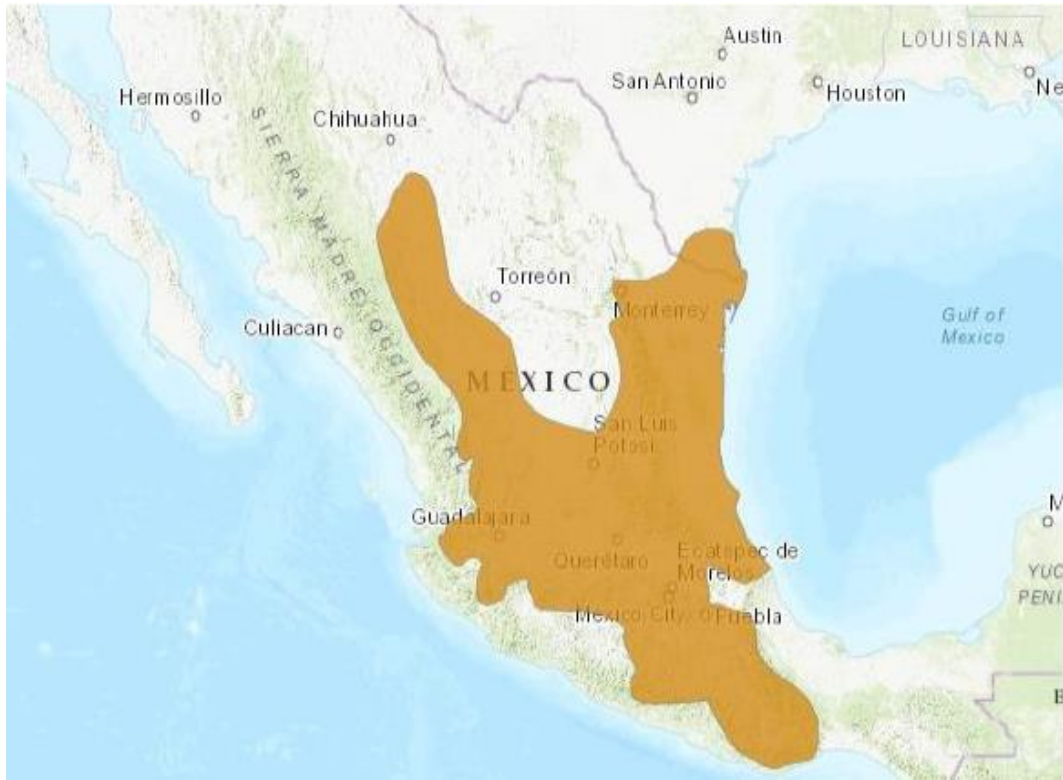 Austin
LOUISIANA
San Antonio
Houston
Ne
Hermosillo
Chihuahua
SIERRA MADRE OCCIDENTAL
Torreón
Monterrey
Culiacan
Gulf of
Mexico
MEXICO
San Luis
Potosi
Guadalajara
M
Querétaro
Ecatepec de
Morelos
YUC
PENI
Mexico City
Puebla
E